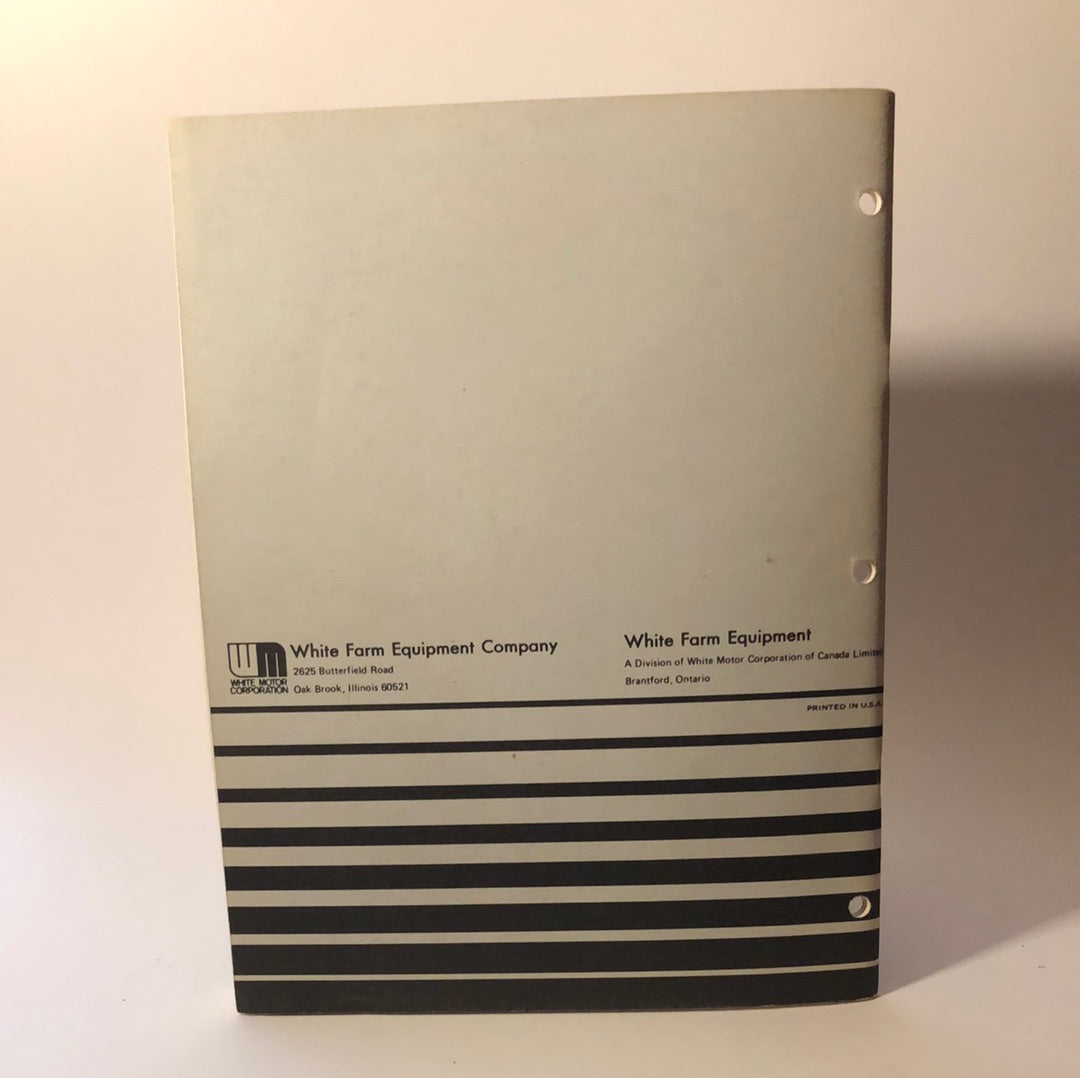 WM
WHITE MOTOR
CORPORATION
White Farm Equipment Company
2625 Butterfield Road
Oak Brook, Illinois 60521
White Farm Equipment
A Division of White Motor Corporation of Canada Limited
Brantford, Ontario
PRINTED IN U.S.A